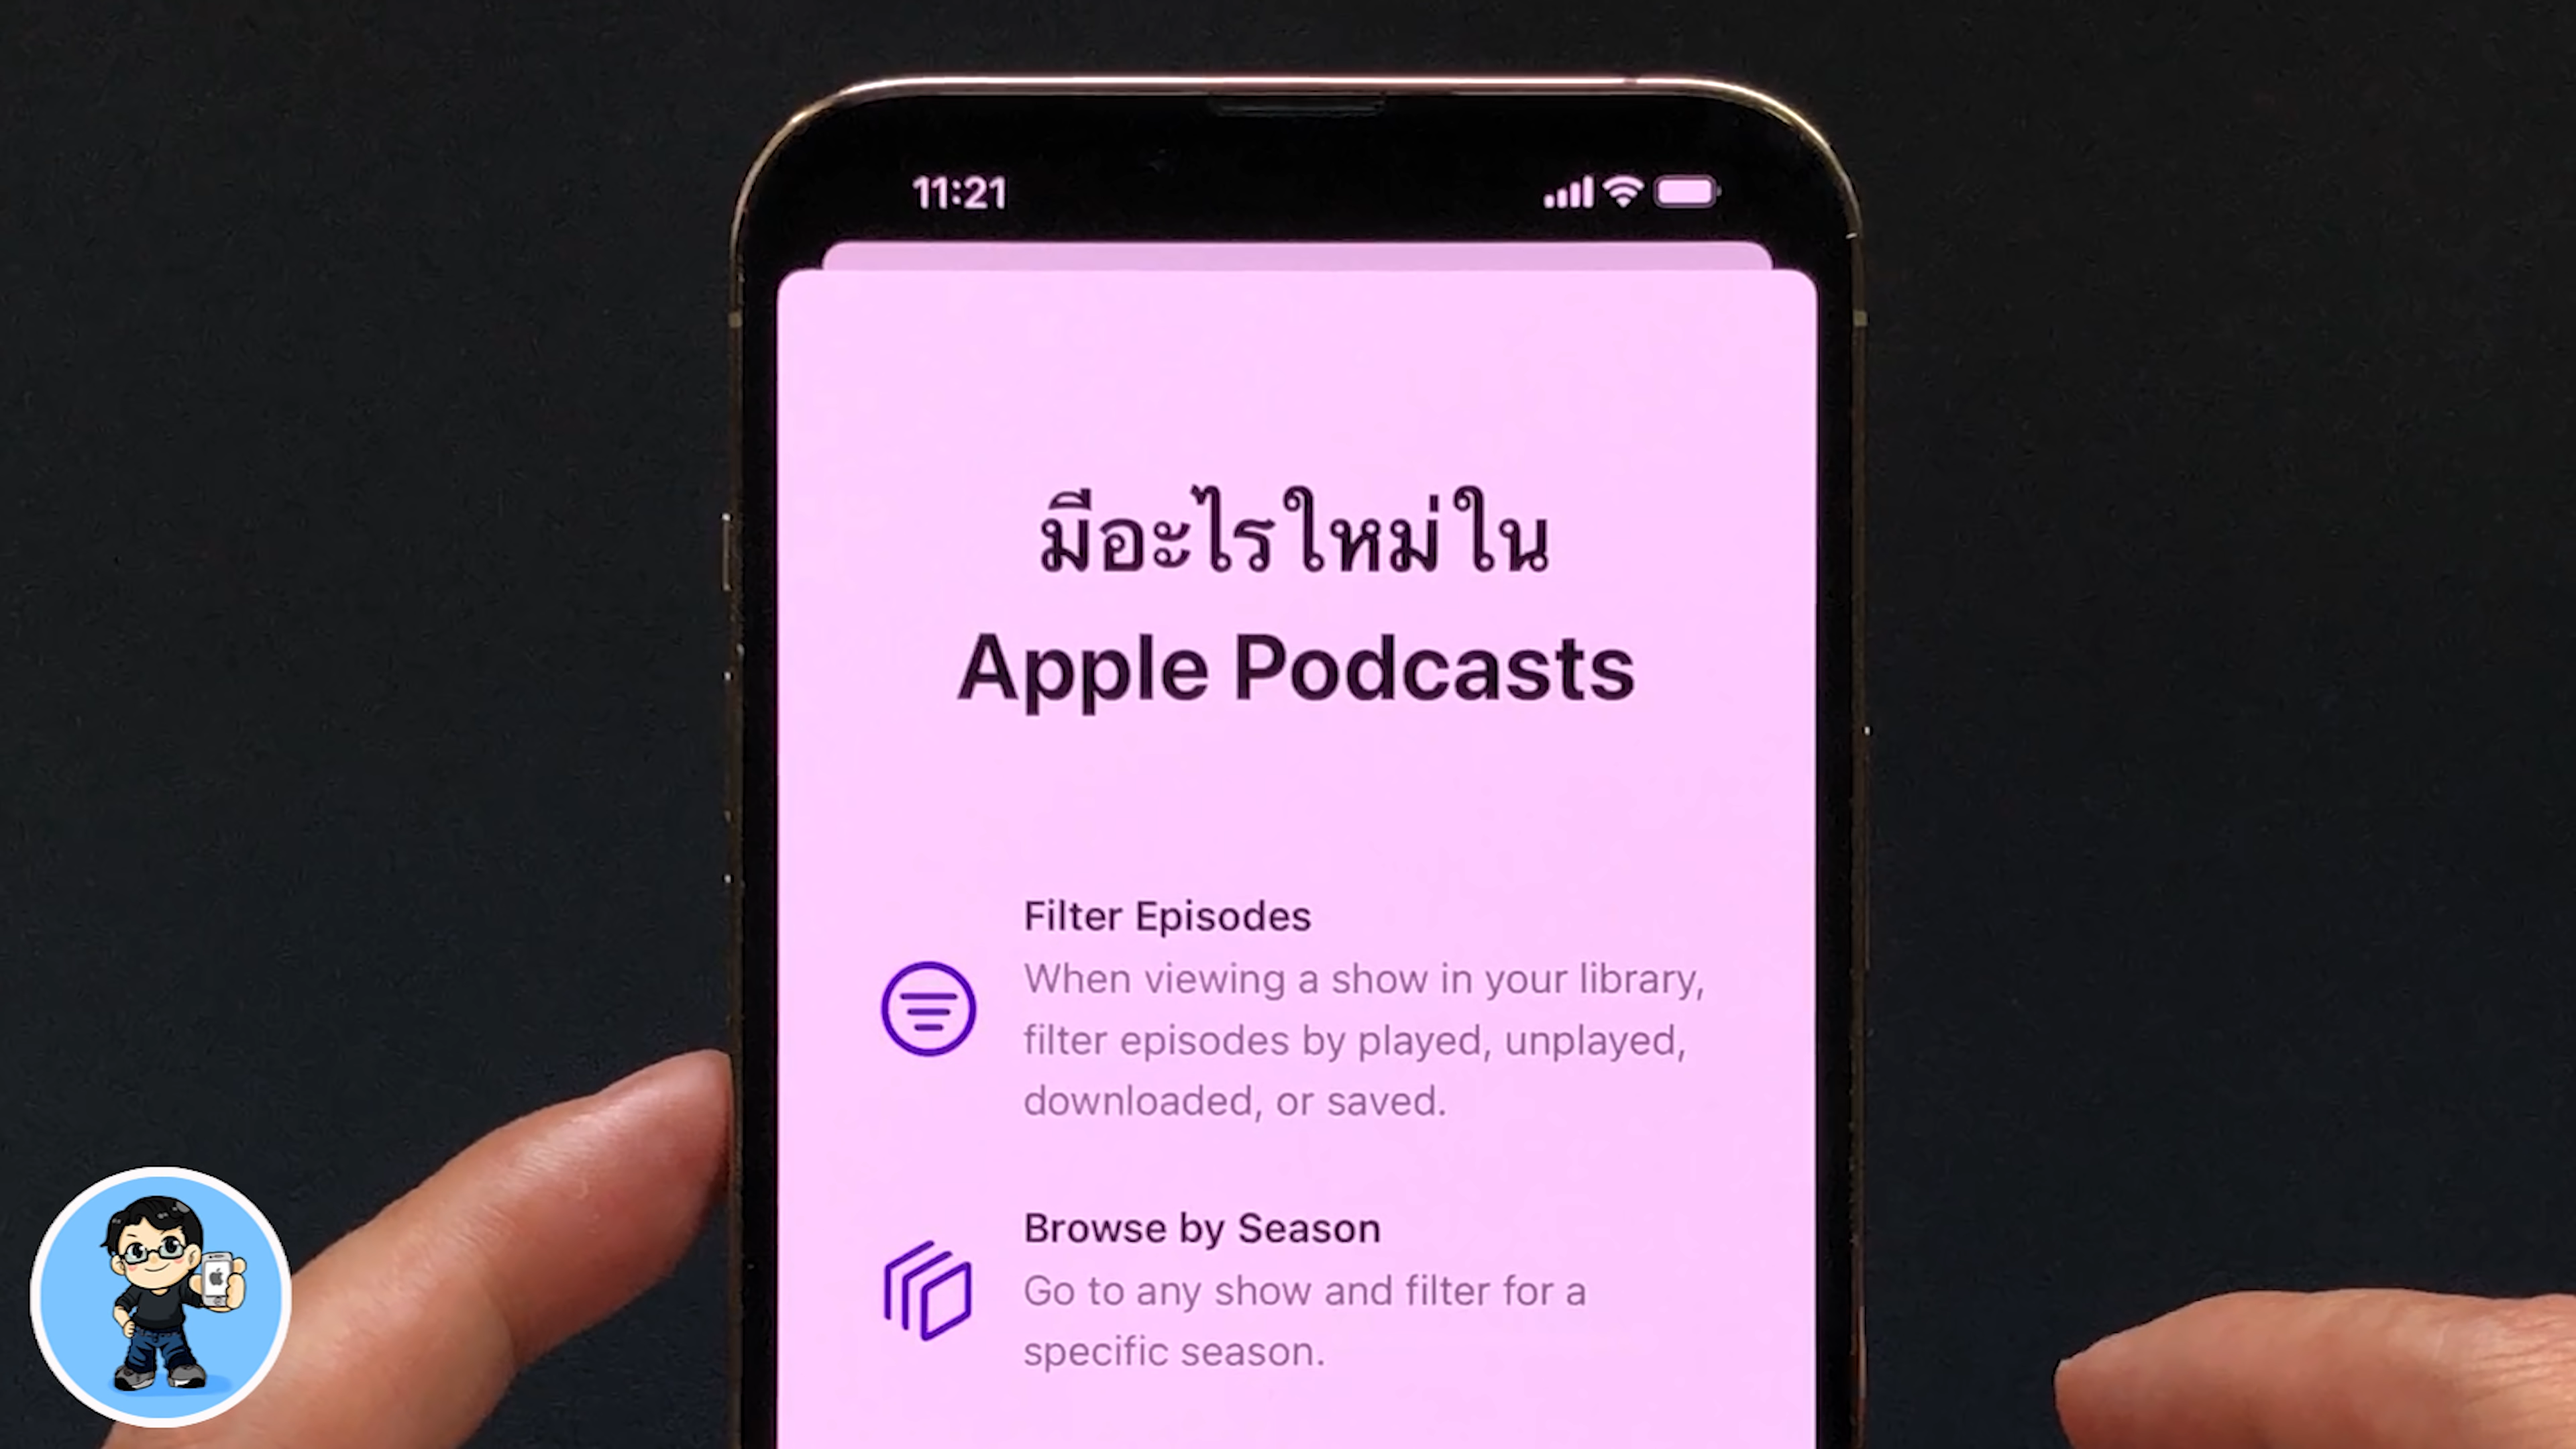 11:21
มีอะไรใหม่ใน
Apple Podcasts
Filter Episodes
When viewing a show in your library,
filter episodes by played, unplayed,
downloaded, or saved.
Browse by Season
Go to any show and filter for a
specific season.